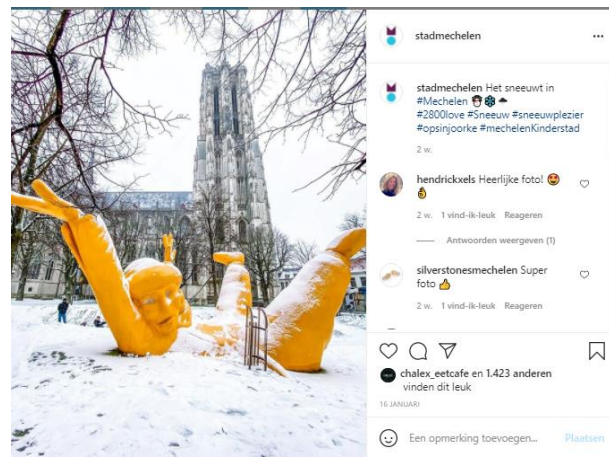 stadmechelen
stadmechelen Het sneeuwt in
#Mechelen
#2800love #Sneeuw #sneeuwplezier
#opsinjoorke #mechelenKinderstad
2 w.
hendrickxels Heerlijke foto! 🤩
👌
2 w. 1 vind-ik-leuk Reageren
Antwoorden weergeven (1)
silverstonesmechelen Super
foto 👍
2 w. 1 vind-ik-leuk Reageren
chalex_eetcafe en 1.423 anderen
vinden dit leuk
16 JANUARI
Een opmerking toevoegen... Plaatsen